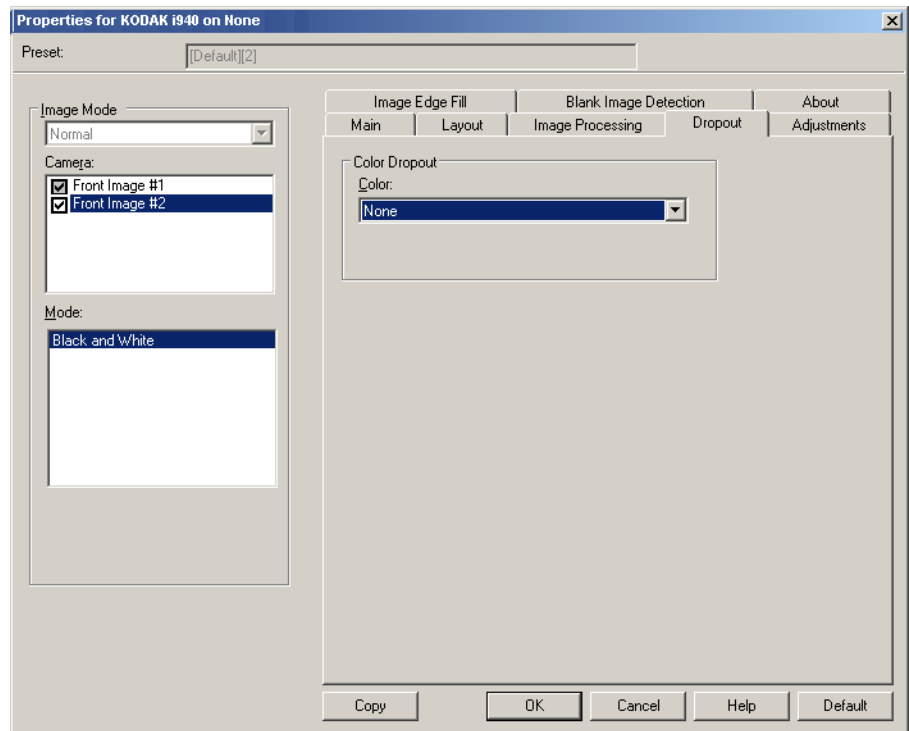 Properties for KODAK i940 on None
Preset:
[Default][2]
Image Mode
Normal
Camera:
Front Image #1
Front Image #2
Mode:
Black and White
Image Edge Fill
Blank Image Detection
About
Main
Layout
Image Processing
Dropout
Adjustments
Color Dropout
Color:
None
Copy
OK
Cancel
Help
Default